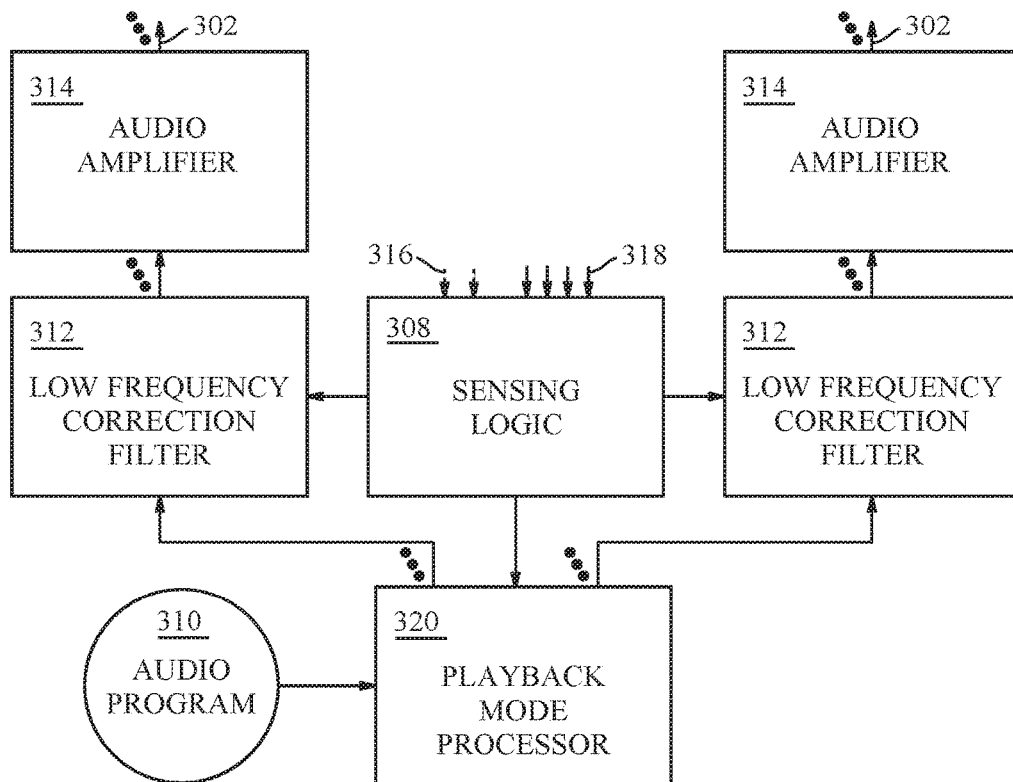 302
302
314
AUDIO
AMPLIFIER
314
AUDIO
AMPLIFIER
316
318
312
LOW FREQUENCY
CORRECTION
FILTER
308
SENSING
LOGIC
312
LOW FREQUENCY
CORRECTION
FILTER
310
AUDIO
PROGRAM
320
PLAYBACK
MODE
PROCESSOR